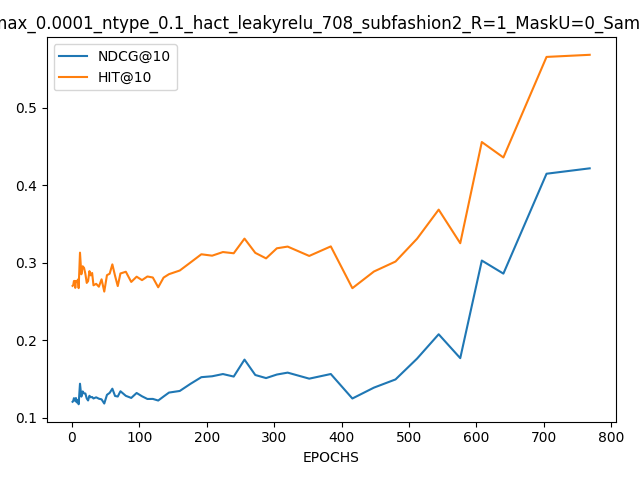 max_0.0001_ntype_0.1_hact_leakyrelu_708_subfashion2_R=1_MaskU=0_Sam
NDCG@10
HIT@10
0.5
0.4
0.3
0.2
0.1
0 100 200 300 400 500 600 700 800
EPOCHS